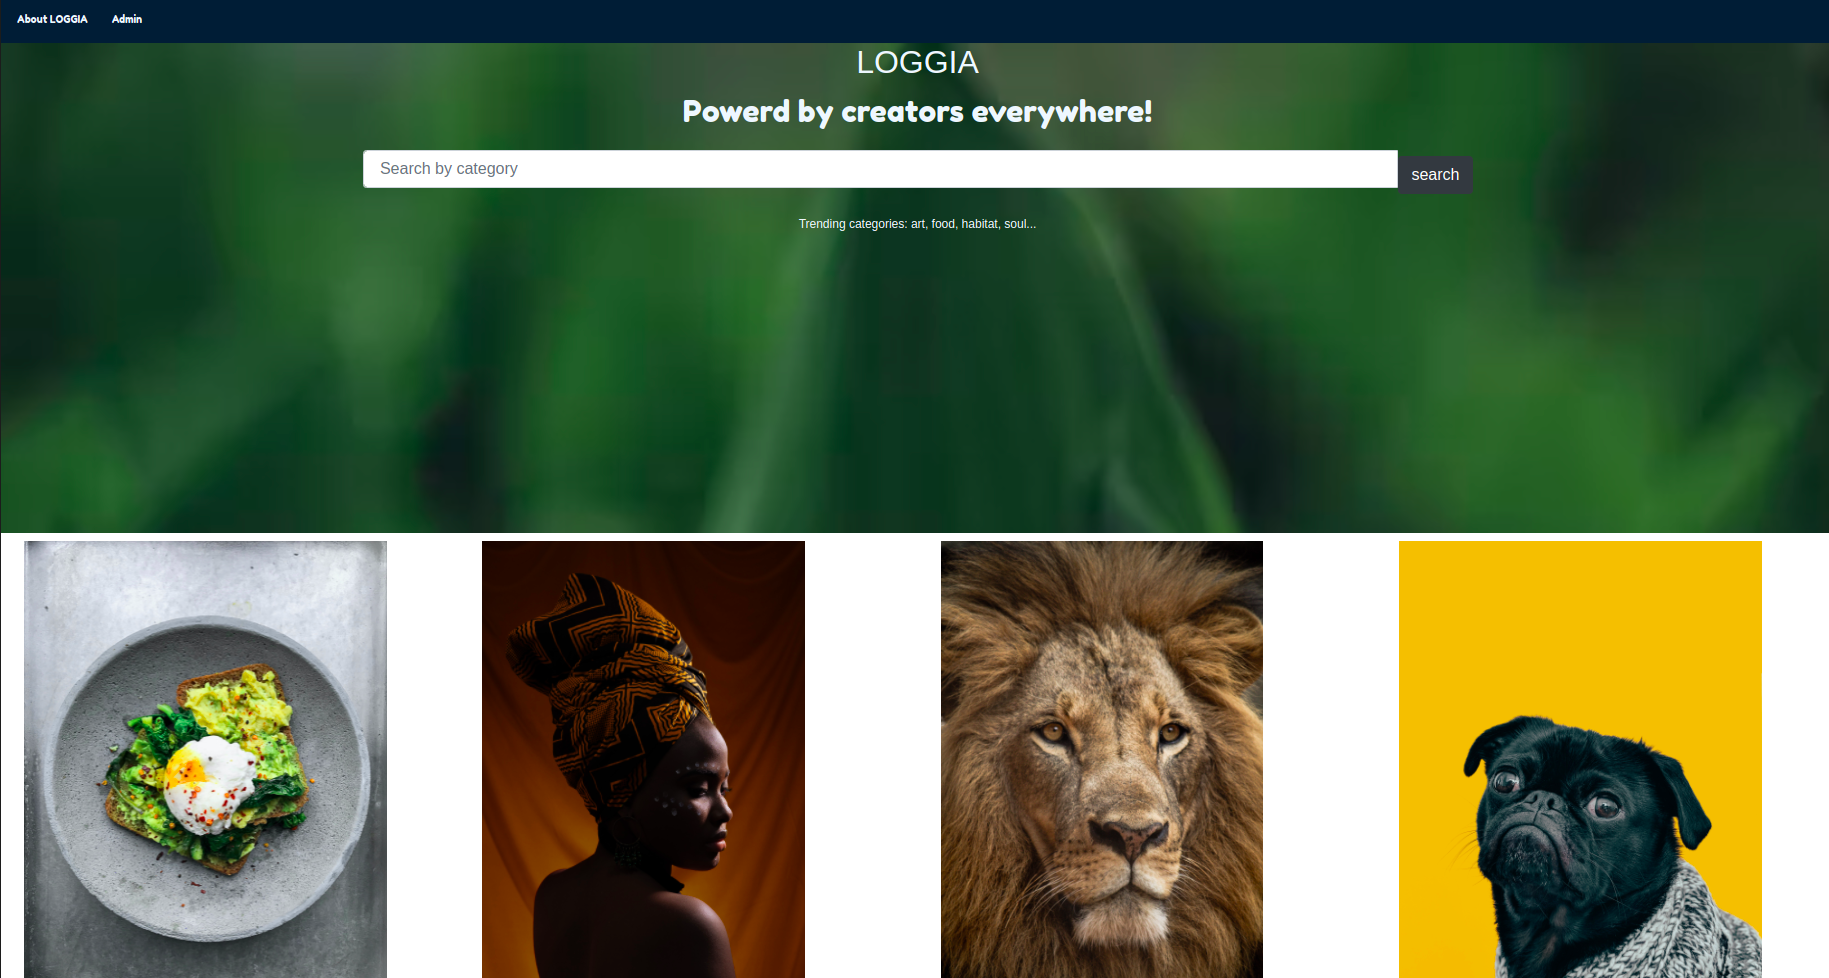 About LOGGIA Admin
LOGGIA
Powerd by creators everywhere!
Search by category search
Trending categories: art, food, habitat, soul...